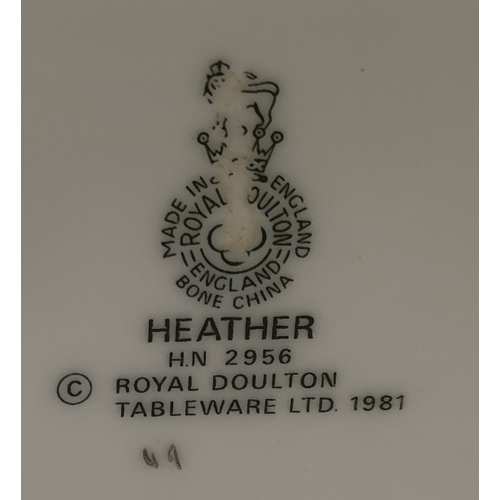 MADE IN ENGLAND
ROYAL DOULTON
ENGLAND
BONE CHINA
HEATHER
H.N 2956
© ROYAL DOULTON
TABLEWARE LTD. 1981